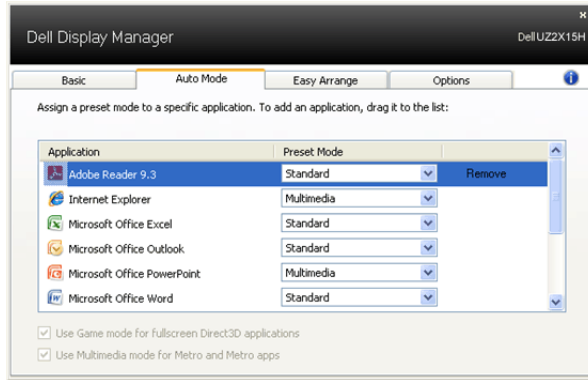 Dell Display Manager
Dell UZ2X15H
Basic Auto Mode Easy Arrange Options
Assign a preset mode to a specific application. To add an application, drag it to the list:
Application Preset Mode
Adobe Reader 9.3 Standard Remove
Internet Explorer Multimedia
Microsoft Office Excel Standard
Microsoft Office Outlook Standard
Microsoft Office PowerPoint Multimedia
Microsoft Office Word Standard
Use Game mode for fullscreen Direct3D applications
Use Multimedia mode for Metro and Metro apps